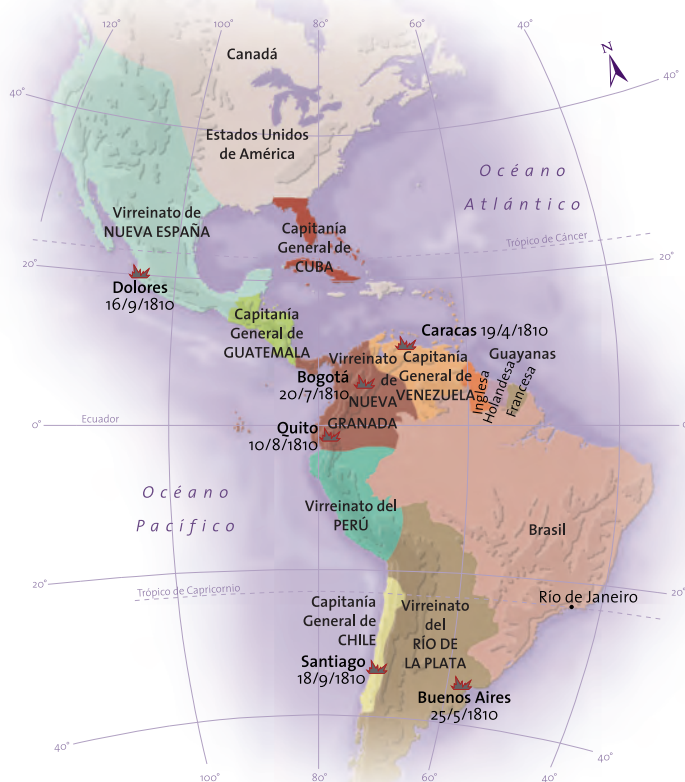 120°
100°
80°
60°
40°
N
Canadá
40°
40°
Estados Unidos
de América
Océano
Atlántico
Virreinato de
NUEVA ESPAÑA
Capitanía
General de
CUBA
Trópico de Cáncer
20°
20°
Dolores
16/9/1810
Capitanía
General de
GUATEMALA
Caracas 19/4/1810
Virreinato
de
NUEVA
GRANADA
Capitanía
General de
VENEZUELA
Guayanas
Inglesa
Holandesa
Francesa
Bogotá
20/7/1810
Ecuador
0°
0
Quito
10/8/1810
Océano
Pacífico
Virreinato del
PERÚ
Brasil
20°
20°
Trópico de Capricornio
Río de Janeiro
Capitanía
General de
CHILE
Virreinato
del
RÍO DE
LA PLATA
Santiago
18/9/1810
Buenos Aires
25/5/1810
40°
40°
100°
80°
60°